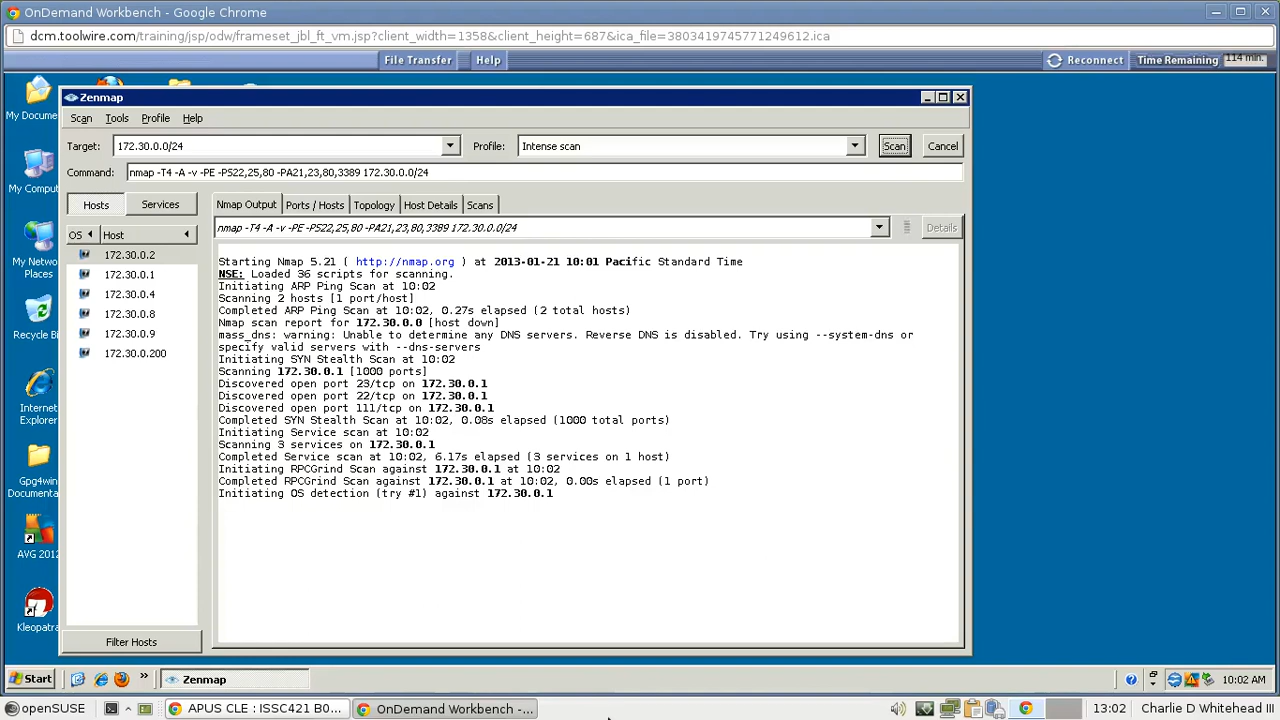 OnDemand Workbench - Google Chrome
dcm.toolwire.com/training/jsp/odw/frameset_jbl_ft_vm.jsp?client_width=1358&client_height=687&ica_file=3803419745771249612.ica
File Transfer Help Reconnect Time Remaining 114 min.
My Docume
My Compu
My Network Places
Recycle Bi
Internet Explorer
Gpg4win Documenta
AVG 2012
Kleopatra
Zenmap
Scan Tools Profile Help
Target: 172.30.0.0/24 Profile: Intense scan Scan Cancel
Command: nmap -T4 -A -v -PE -PS22,25,80 -PA21,23,80,3389 172.30.0.0/24
Hosts Services Nmap Output Ports / Hosts Topology Host Details Scans
OS Host
nmap -T4 -A -v -PE -PS22,25,80 -PA21,23,80,3389 172.30.0.0/24 Details
172.30.0.2
172.30.0.1
172.30.0.4
172.30.0.8
172.30.0.9
172.30.0.200
Filter Hosts
Starting Nmap 5.21 ( http://nmap.org ) at 2013-01-21 10:01 Pacific Standard Time
NSE: Loaded 36 scripts for scanning.
Initiating ARP Ping Scan at 10:02
Scanning 2 hosts [1 port/host]
Completed ARP Ping Scan at 10:02, 0.27s elapsed (2 total hosts)
Nmap scan report for 172.30.0.0 [host down]
mass_dns: warning: Unable to determine any DNS servers. Reverse DNS is disabled. Try using --system-dns or
specify valid servers with --dns-servers
Initiating SYN Stealth Scan at 10:02
Scanning 172.30.0.1 [1000 ports]
Discovered open port 23/tcp on 172.30.0.1
Discovered open port 22/tcp on 172.30.0.1
Discovered open port 111/tcp on 172.30.0.1
Completed SYN Stealth Scan at 10:02, 0.08s elapsed (1000 total ports)
Initiating Service scan at 10:02
Scanning 3 services on 172.30.0.1
Completed Service scan at 10:02, 6.17s elapsed (3 services on 1 host)
Initiating RPCGrind Scan against 172.30.0.1 at 10:02
Completed RPCGrind Scan against 172.30.0.1 at 10:02, 0.00s elapsed (1 port)
Initiating OS detection (try #1) against 172.30.0.1
Start » Zenmap 10:02 AM
openSUSE APUS CLE : ISSC421 B0... OnDemand Workbench -... 13:02 Charlie D Whitehead III